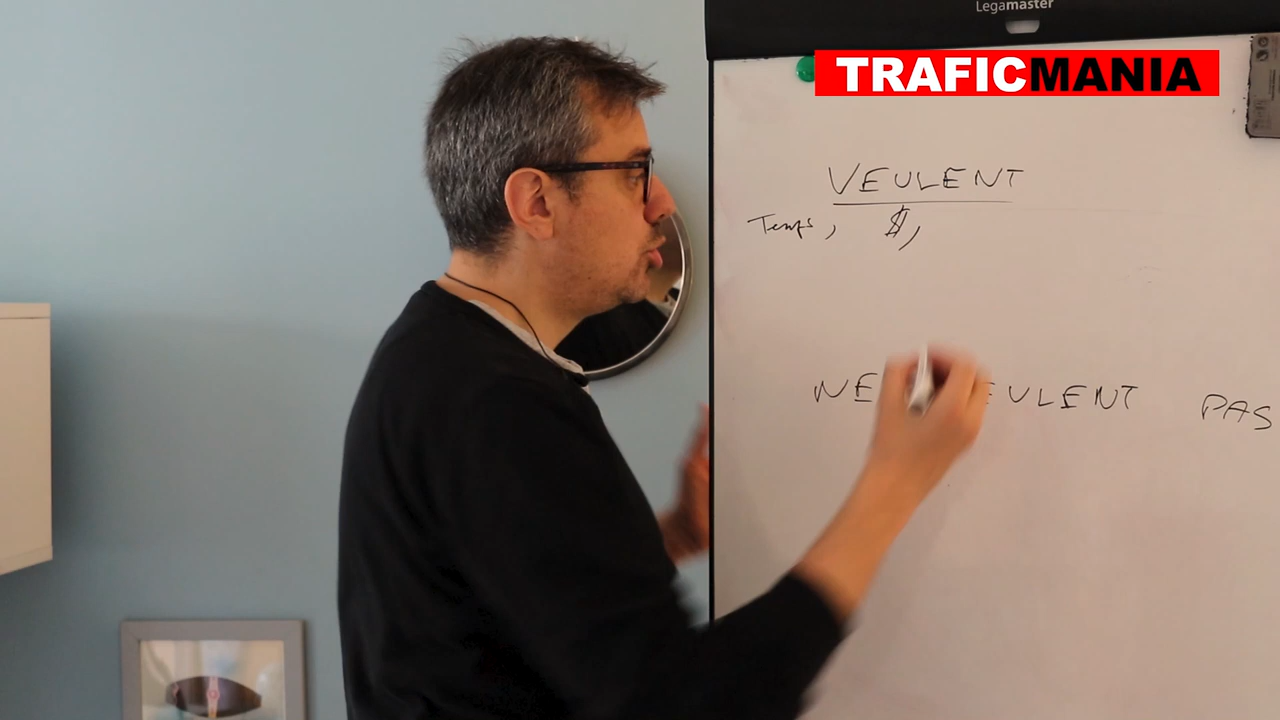 Legamaster
TRAFICMANIA
VEULENT
Temps, $,
NE VEULENT PAS